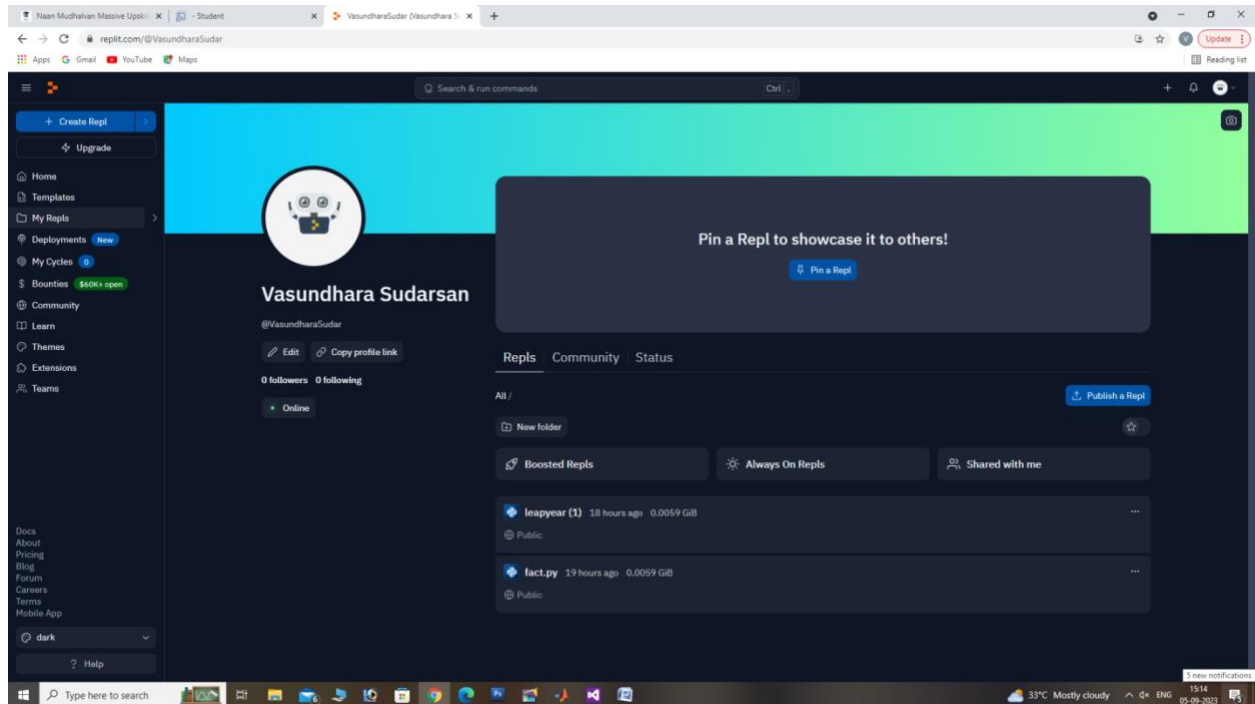 Naan Mudhalvan Massive Upskil
- Student
VasundharaSudar (Vasundhara S
replit.com/@VasundharaSudar
Update
Apps Gmail YouTube Maps
Reading list
Search & run commands
Ctrl .
+ Create Repl
Upgrade
Home
Templates
My Repls
Deployments New
My Cycles 0
$ Bounties $60K+ open
Community
Learn
Themes
Extensions
Teams
Docs
About
Pricing
Blog
Forum
Careers
Terms
Mobile App
dark
? Help
Vasundhara Sudarsan
@VasundharaSudar
Edit Copy profile link
0 followers 0 following
Online
Pin a Repl to showcase it to others!
Pin a Repl
Repls Community Status
All /
Publish a Repl
New folder
Boosted Repls
Always On Repls
Shared with me
leapyear (1) 18 hours ago 0.0059 GiB
Public
fact.py 19 hours ago 0.0059 GiB
Public
5 new notifications
Type here to search
33°C Mostly cloudy
ENG
15:14
05-09-2023